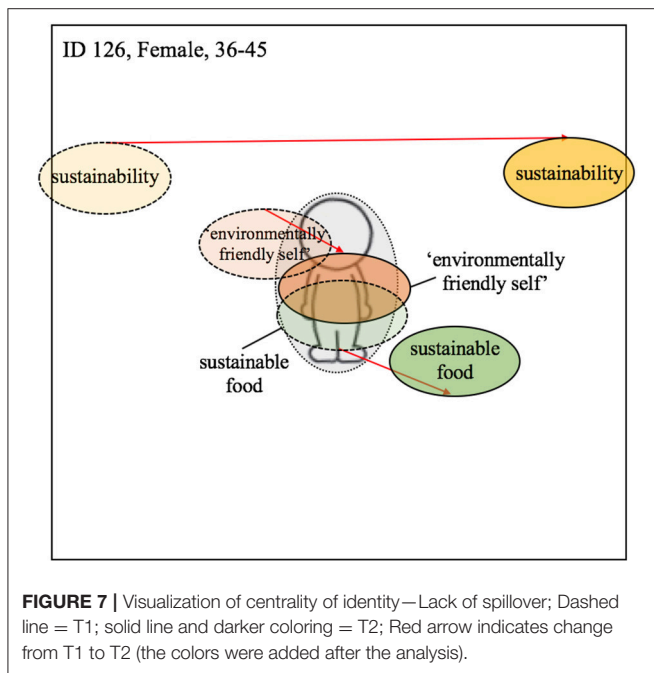 ID 126, Female, 36-45
sustainability
sustainability
'environmentally
friendly self'
'environmentally
friendly self'
sustainable
food
sustainable
food
FIGURE 7 | Visualization of centrality of identity—Lack of spillover; Dashed
line = T1; solid line and darker coloring = T2; Red arrow indicates change
from T1 to T2 (the colors were added after the analysis).